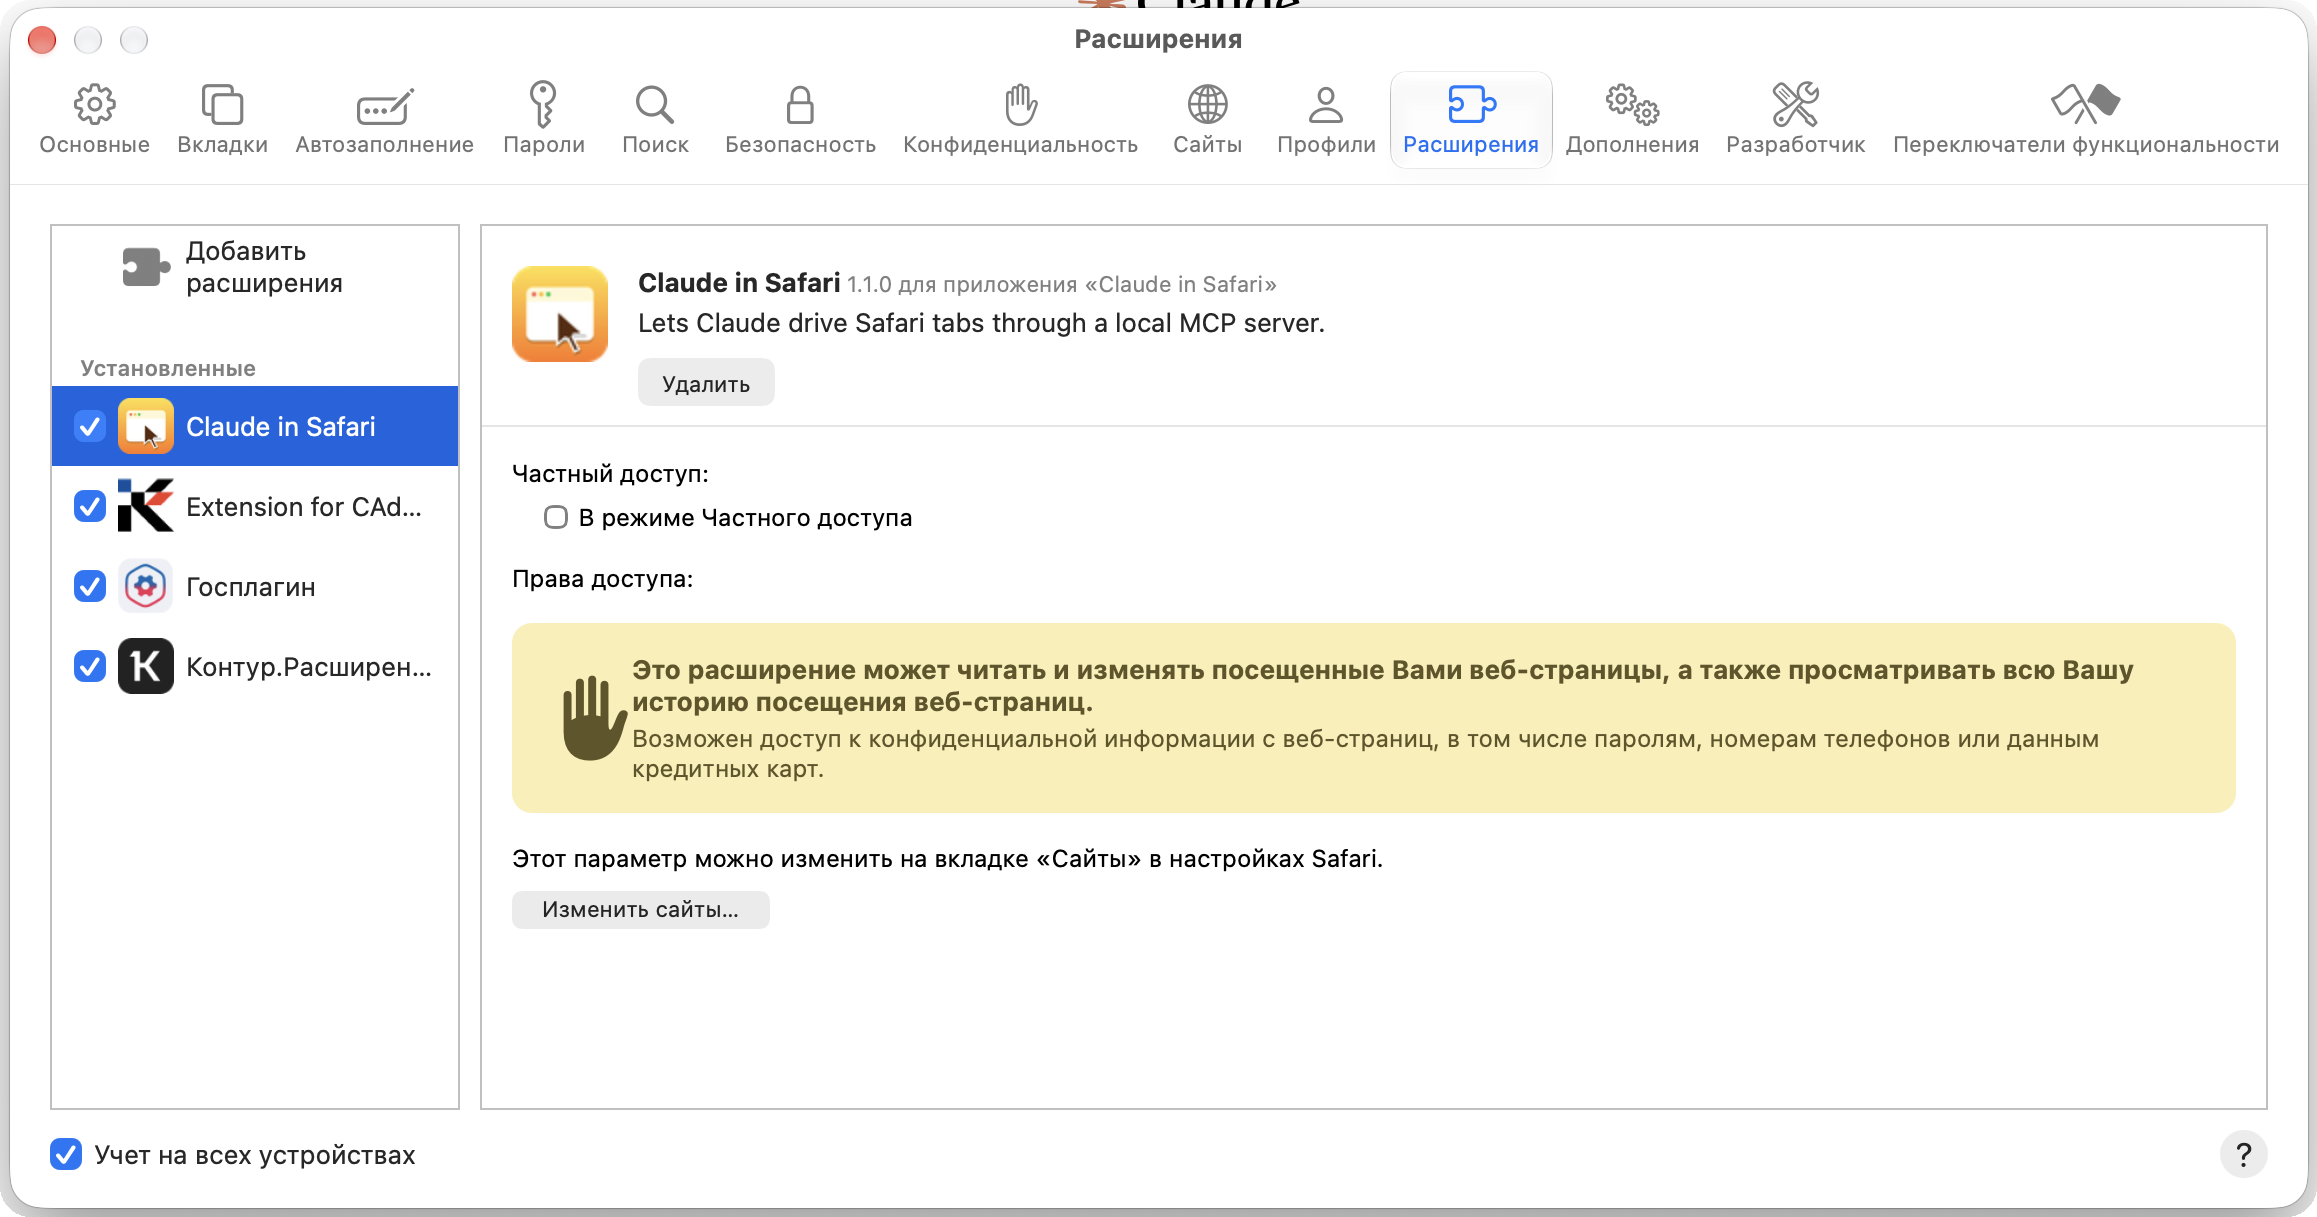 Claude
Расширения
Основные
Вкладки
Автозаполнение
Пароли
Поиск
Безопасность
Конфиденциальность
Сайты
Профили
Расширения
Дополнения
Разработчик
Переключатели функциональности
Добавить
расширения
Установленные
Claude in Safari
Extension for CAd...
Госплагин
Контур.Расширен...
Claude in Safari 1.1.0 для приложения «Claude in Safari»
Lets Claude drive Safari tabs through a local MCP server.
Удалить
Частный доступ:
В режиме Частного доступа
Права доступа:
Это расширение может читать и изменять посещенные Вами веб-страницы, а также просматривать всю Вашу
историю посещения веб-страниц.
Возможен доступ к конфиденциальной информации с веб-страниц, в том числе паролям, номерам телефонов или данным
кредитных карт.
Этот параметр можно изменить на вкладке «Сайты» в настройках Safari.
Изменить сайты...
Учет на всех устройствах
?